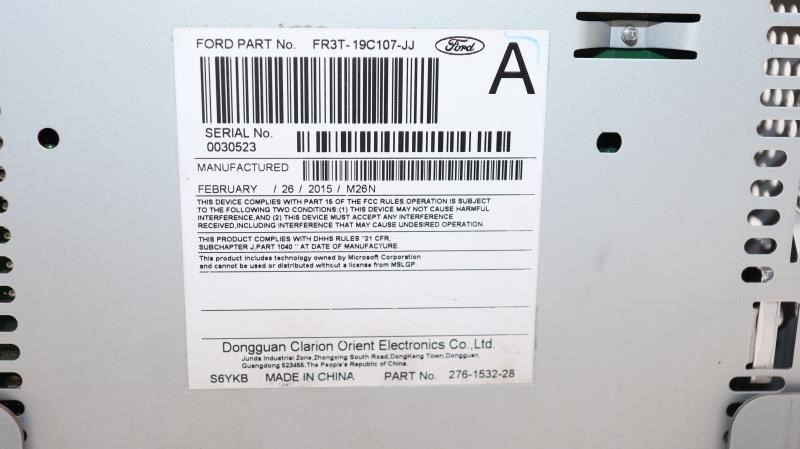 FORD PART No. FR3T-19C107-JJ Ford
A
SERIAL No.
0030523
MANUFACTURED
FEBRUARY / 26 / 2015 / M26N
THIS DEVICE COMPLIES WITH PART 15 OF THE FCC RULES OPERATION IS SUBJECT
TO THE FOLLOWING TWO CONDITIONS:(1) THIS DEVICE MAY NOT CAUSE HARMFUL
INTERFERENCE,AND (2) THIS DEVICE MUST ACCEPT ANY INTERFERENCE
RECEIVED,INCLUDING INTERFERENCE THAT MAY CAUSE UNDESIRED OPERATION.
THIS PRODUCT COMPLIES WITH DHHS RULES "21 CFR,
SUBCHAPTER J,PART 1040 " AT DATE OF MANUFACTURE.
This product includes technology owned by Microsoft Corporation
and cannot be used or distributed without a license from MSLGP.
Dongguan Clarion Orient Electronics Co.,Ltd.
Junda Industrial Zone,Zhongxing South Road,DongKeng Town,Dongguan,
Guangdong 523455,The People's Republic of China
S6YKB MADE IN CHINA PART No. 276-1532-28